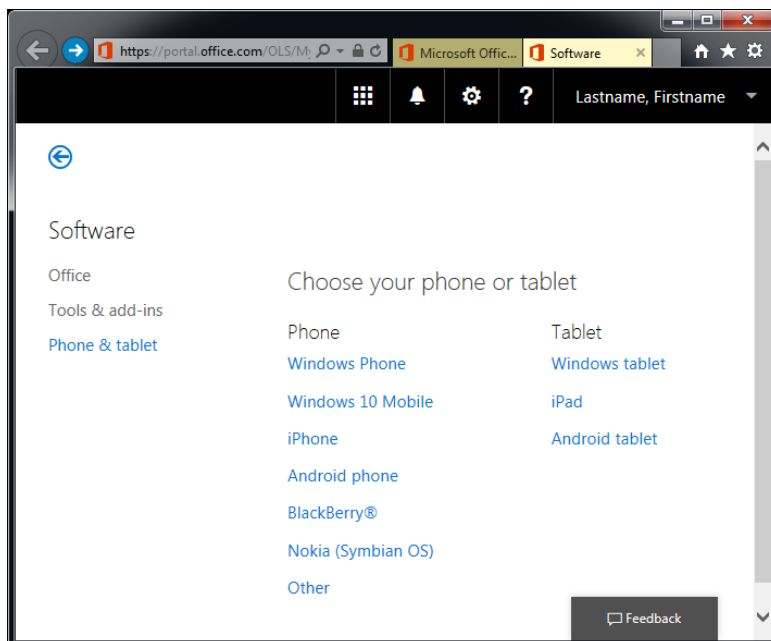 https://portal.office.com/OLS/My
Microsoft Offic...
Software
?
Lastname, Firstname
Software
Office
Tools & add-ins
Phone & tablet
Choose your phone or tablet
Phone
Windows Phone
Windows 10 Mobile
iPhone
Android phone
BlackBerry®
Nokia (Symbian OS)
Other
Tablet
Windows tablet
iPad
Android tablet
Feedback